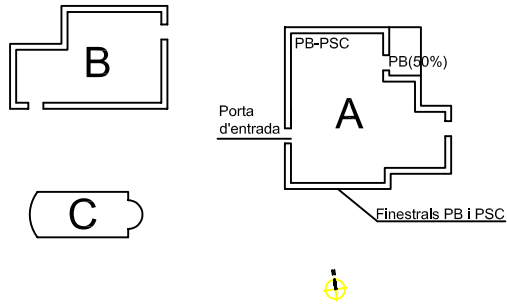 PB-PSC
PB(50%)
B
A
Porta
d'entrada
C
Finestrals PB i PSC